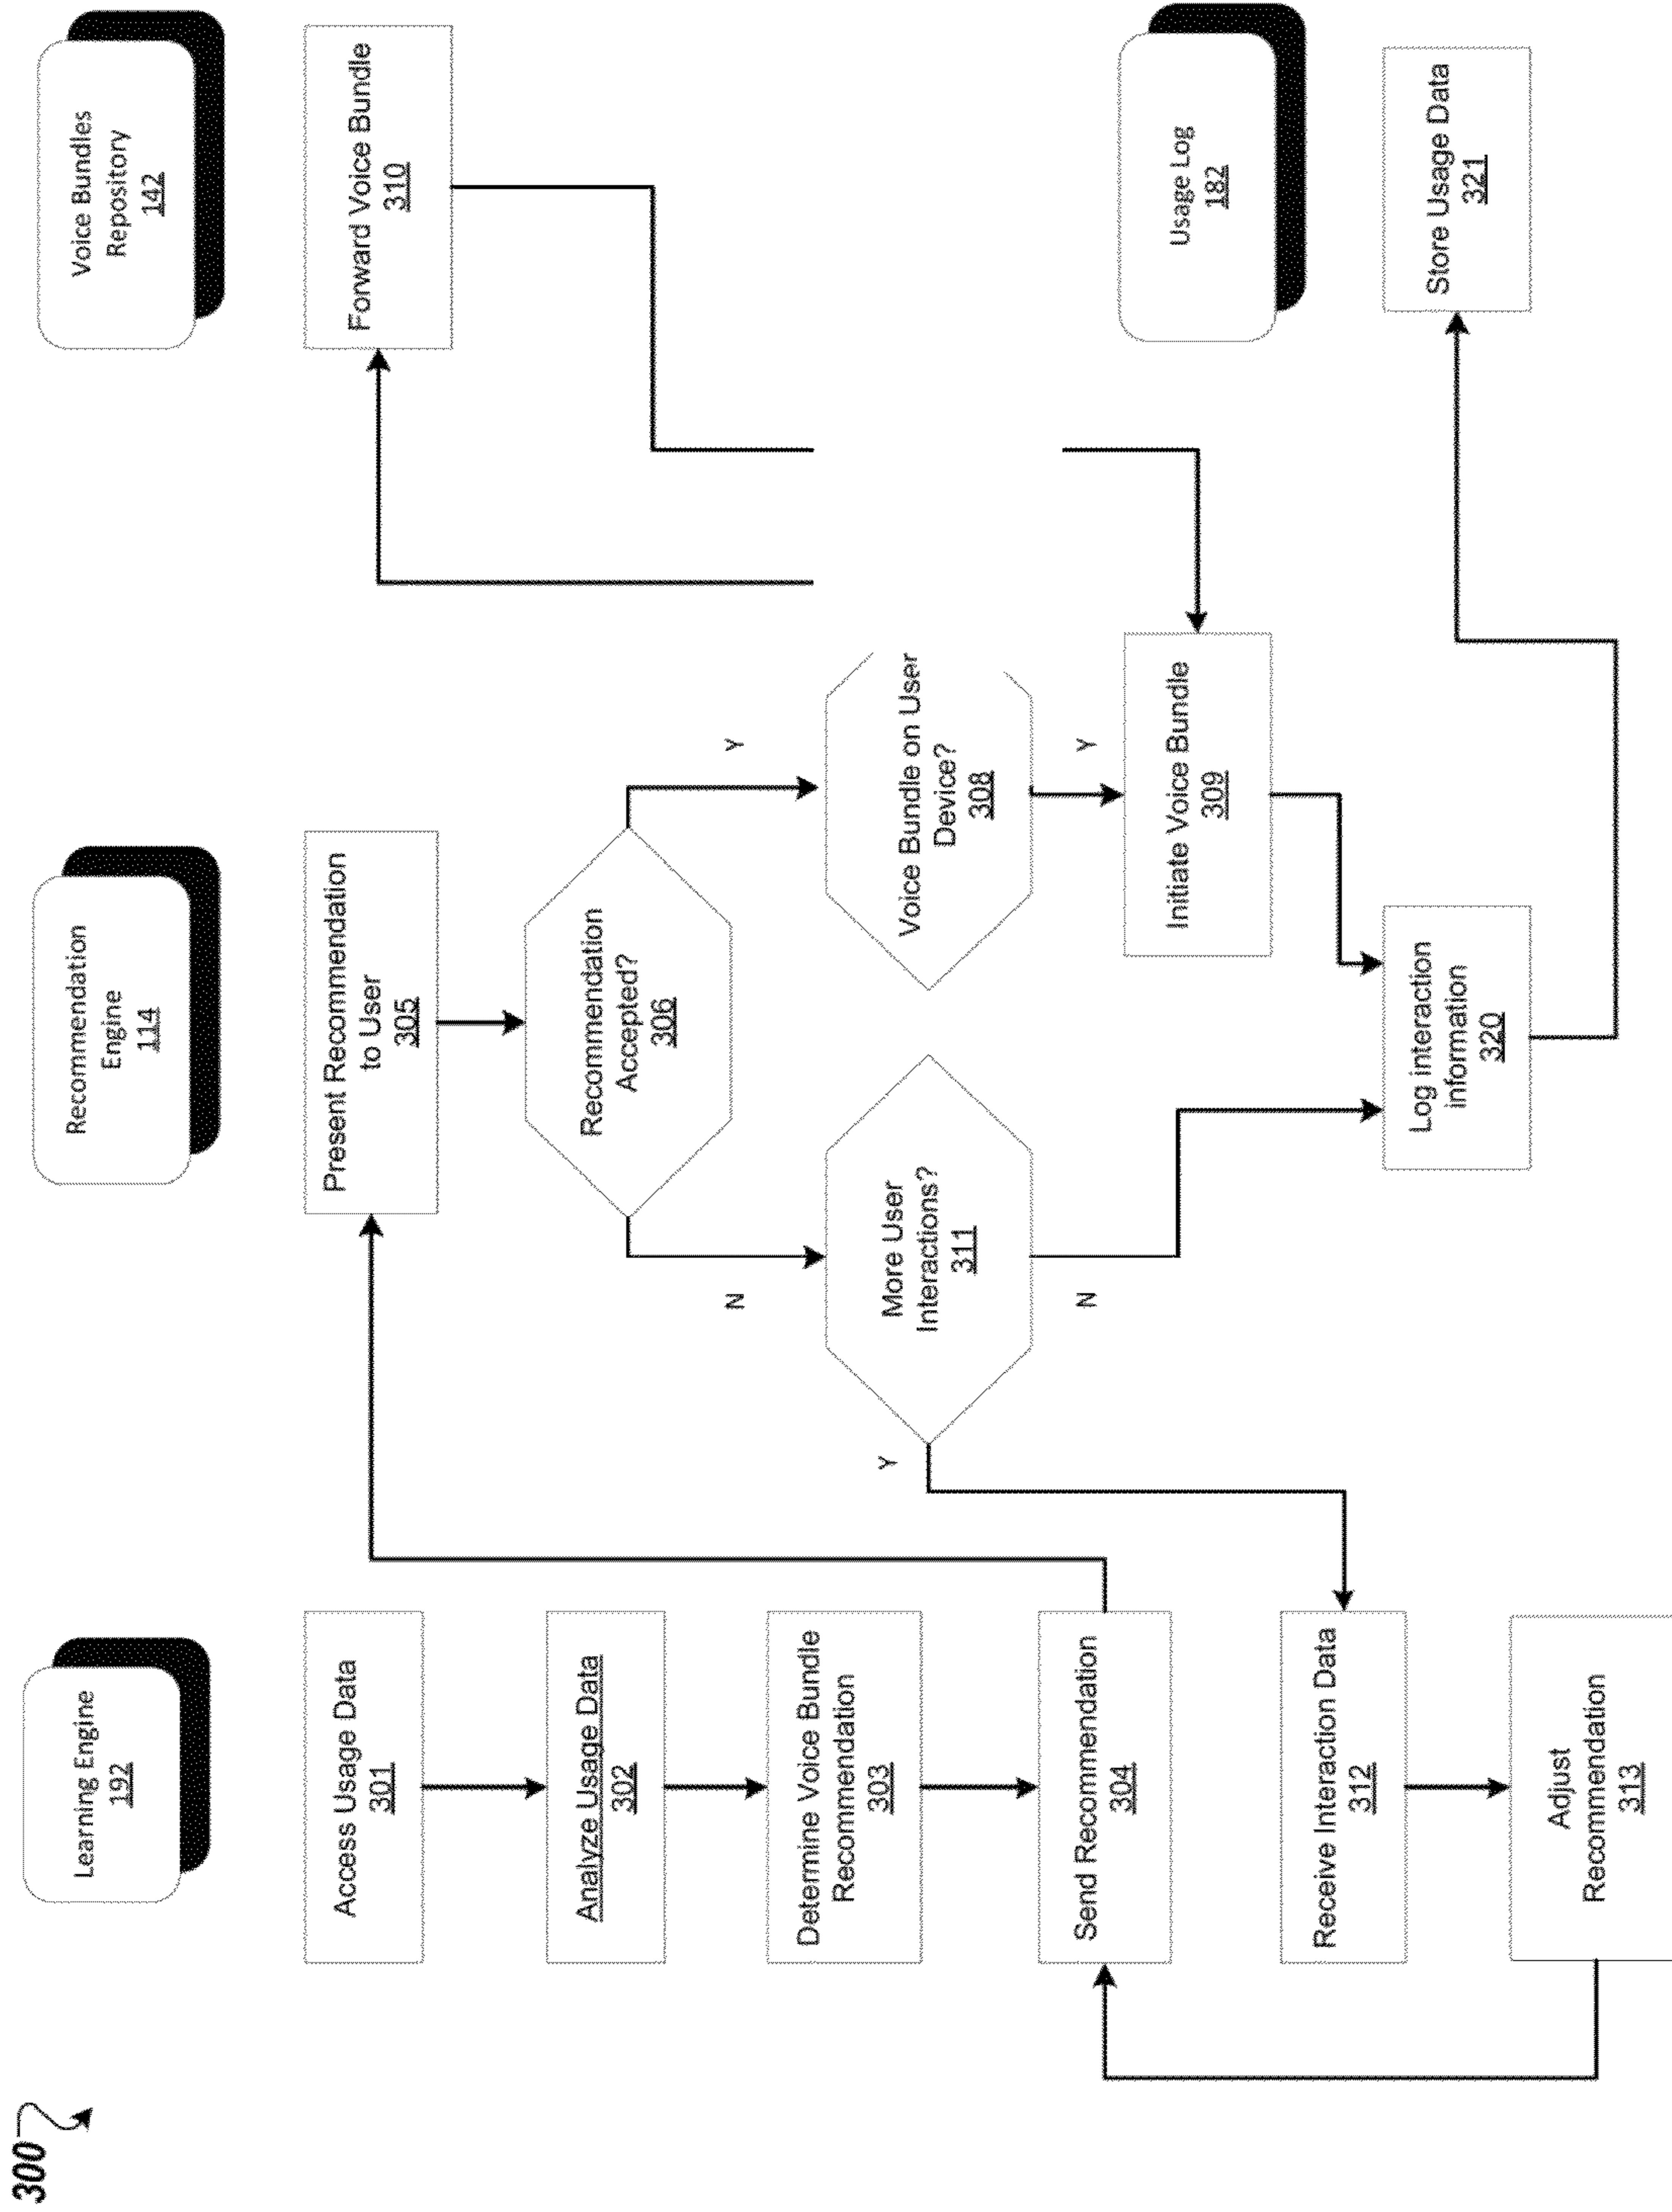 300
Learning Engine
192
Access Usage Data
301
Analyze Usage Data
302
Determine Voice Bundle
Recommendation
303
Send Recommendation
304
Receive Interaction Data
312
Adjust
Recommendation
313
Recommendation
Engine
114
Present Recommendation
to User
305
Recommendation
Accepted?
306
N
Y
More User
Interactions?
311
Y
N
Voice Bundle on User
Device?
308
Y
Initiate Voice Bundle
309
Log interaction
information
320
Voice Bundles
Repository
142
Forward Voice Bundle
310
Usage Log
182
Store Usage Data
321